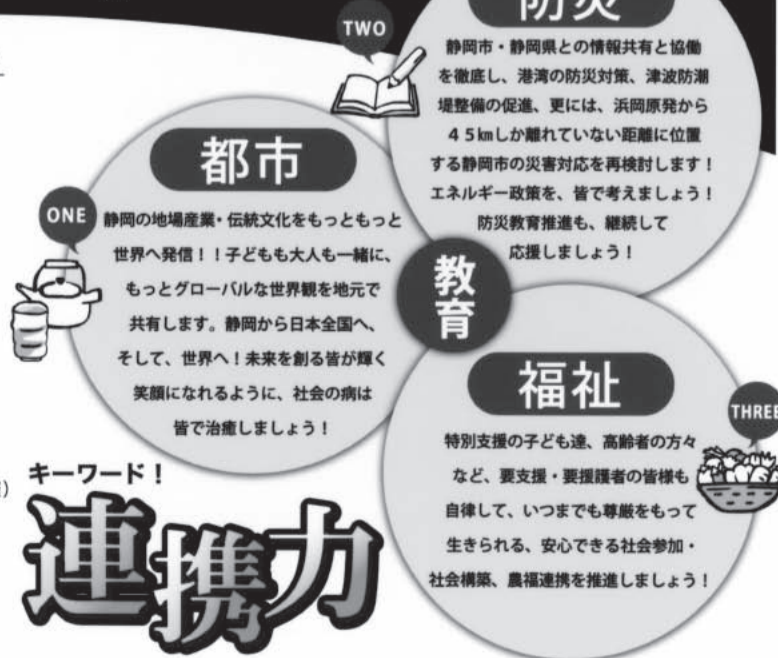 ONE
都市
静岡の地場産業・伝統文化をもっともっと
世界へ発信！！子どもも大人も一緒に、
もっとグローバルな世界観を地元で
共有します。静岡から日本全国へ、
そして、世界へ！未来を創る皆が輝く
笑顔になれるように、社会の病は
皆で治癒しましょう！
TWO
防災
静岡市・静岡県との情報共有と協働
を徹底し、港湾の防災対策、津波防潮
堤整備の促進、更には、浜岡原発から
４５㎞しか離れていない距離に位置
する静岡市の災害対応を再検討します！
エネルギー政策を、皆で考えましょう！
防災教育推進も、継続して
応援しましょう！
教育
THREE
福祉
特別支援の子ども達、高齢者の方々
など、要支援・要援護者の皆様も
自律して、いつまでも尊厳をもって
生きられる、安心できる社会参加・
社会構築、農福連携を推進しましょう！
キーワード！
連携力